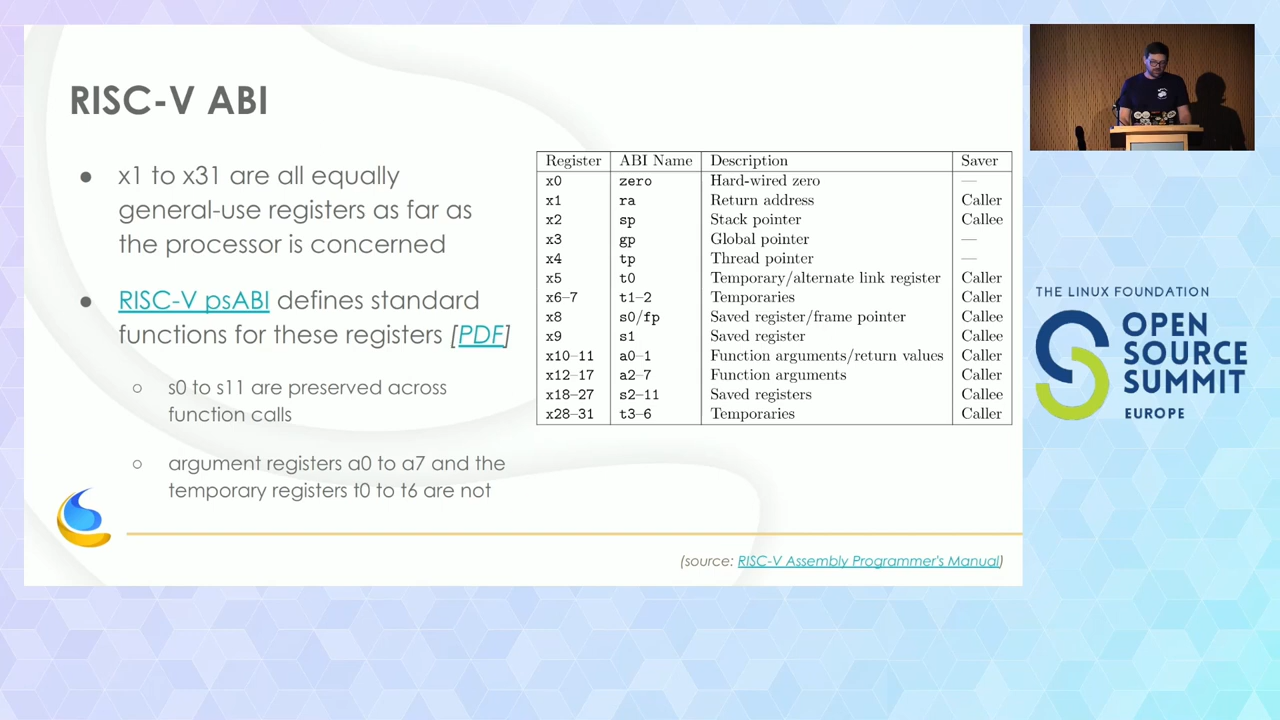 RISC-V ABI
● x1 to x31 are all equally
general-use registers as far as
the processor is concerned
● RISC-V psABI defines standard
functions for these registers [PDF]
○ s0 to s11 are preserved across
function calls
○ argument registers a0 to a7 and the
temporary registers t0 to t6 are not
Register ABI Name Description Saver
x0 zero Hard-wired zero —
x1 ra Return address Caller
x2 sp Stack pointer Callee
x3 gp Global pointer —
x4 tp Thread pointer —
x5 t0 Temporary/alternate link register Caller
x6–7 t1–2 Temporaries Caller
x8 s0/fp Saved register/frame pointer Callee
x9 s1 Saved register Callee
x10–11 a0–1 Function arguments/return values Caller
x12–17 a2–7 Function arguments Caller
x18–27 s2–11 Saved registers Callee
x28–31 t3–6 Temporaries Caller
(source: RISC-V Assembly Programmer's Manual)
THE LINUX FOUNDATION
OPEN
SOURCE
SUMMIT
EUROPE